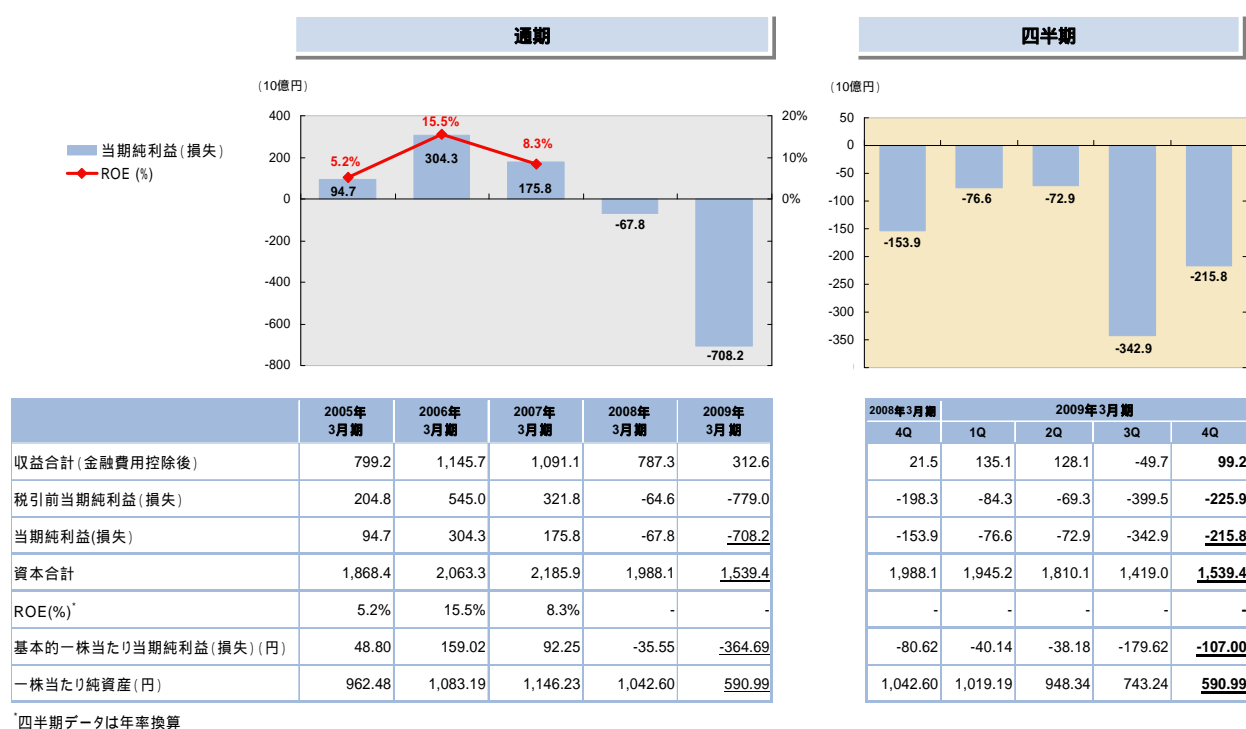 通期
四半期
(10億円)
(10億円)
当期純利益(損失)
ROE (%)
400
200
0
-200
-400
-600
-800
20%
10%
0%
5.2%
15.5%
8.3%
94.7
304.3
175.8
-67.8
-708.2
50
0
-50
-100
-150
-200
-250
-300
-350
-153.9
-76.6
-72.9
-342.9
-215.8
2005年3月期 2006年3月期 2007年3月期 2008年3月期 2009年3月期
収益合計(金融費用控除後) 799.2 1,145.7 1,091.1 787.3 312.6
税引前当期純利益(損失) 204.8 545.0 321.8 -64.6 -779.0
当期純利益(損失) 94.7 304.3 175.8 -67.8 -708.2
資本合計 1,868.4 2,063.3 2,185.9 1,988.1 1,539.4
ROE(%)* 5.2% 15.5% 8.3% - -
基本的一株当たり当期純利益(損失)(円) 48.80 159.02 92.25 -35.55 -364.69
一株当たり純資産(円) 962.48 1,083.19 1,146.23 1,042.60 590.99
2008年3月期 2009年3月期
4Q 1Q 2Q 3Q 4Q
21.5 135.1 128.1 -49.7 99.2
-198.3 -84.3 -69.3 -399.5 -225.9
-153.9 -76.6 -72.9 -342.9 -215.8
1,988.1 1,945.2 1,810.1 1,419.0 1,539.4
- - - - -
-80.62 -40.14 -38.18 -179.62 -107.00
1,042.60 1,019.19 948.34 743.24 590.99
*四半期データは年率換算